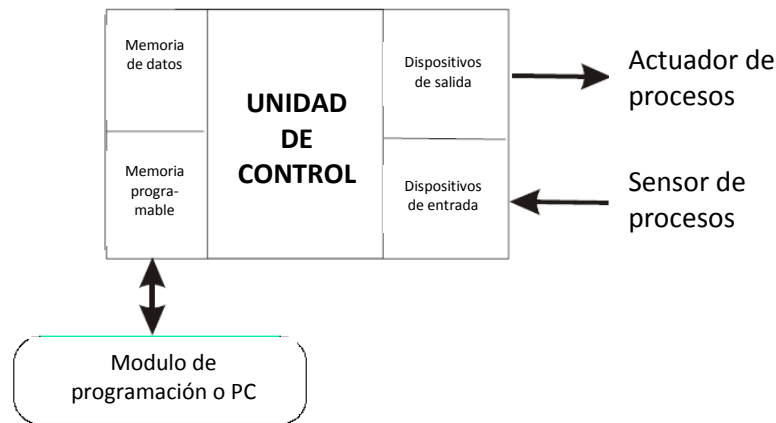 Memoria
de datos
Memoria
progra-
mable
UNIDAD
DE
CONTROL
Dispositivos
de salida
Dispositivos
de entrada
Actuador de
procesos
Sensor de
procesos
Modulo de
programación o PC